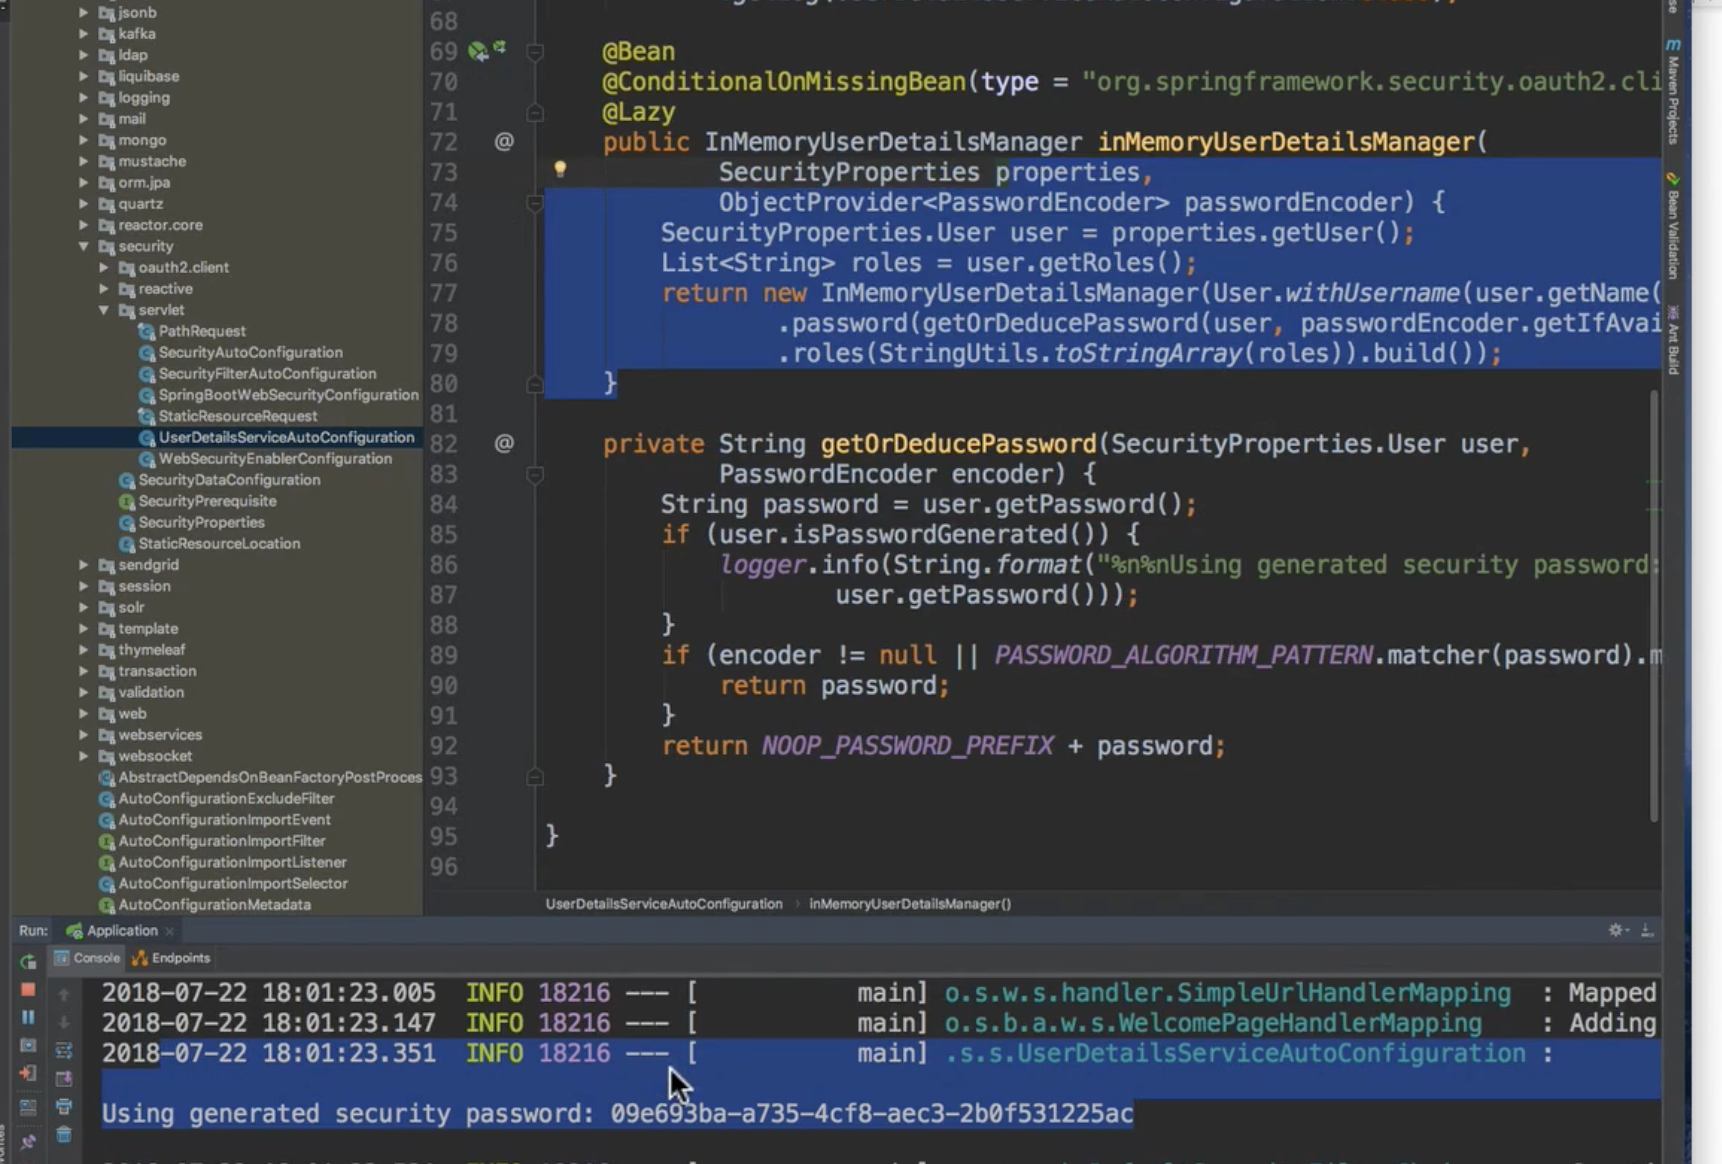 jsonb
kafka
ldap
liquibase
logging
mail
mongo
mustache
orm.jpa
quartz
reactor.core
security
oauth2.client
reactive
servlet
PathRequest
SecurityAutoConfiguration
SecurityFilterAutoConfiguration
SpringBootWebSecurityConfiguration
StaticResourceRequest
UserDetailsServiceAutoConfiguration
WebSecurityEnablerConfiguration
SecurityDataConfiguration
SecurityPrerequisite
SecurityProperties
StaticResourceLocation
sendgrid
session
solr
template
thymeleaf
transaction
validation
web
webservices
websocket
AbstractDependsOnBeanFactoryPostProces
AutoConfigurationExcludeFilter
AutoConfigurationImportEvent
AutoConfigurationImportFilter
AutoConfigurationImportListener
AutoConfigurationImportSelector
AutoConfigurationMetadata
68
69 @Bean
70 @ConditionalOnMissingBean(type = "org.springframework.security.oauth2.cli
71 @Lazy
72 @ public InMemoryUserDetailsManager inMemoryUserDetailsManager(
73 SecurityProperties properties,
74 ObjectProvider<PasswordEncoder> passwordEncoder) {
75 SecurityProperties.User user = properties.getUser();
76 List<String> roles = user.getRoles();
77 return new InMemoryUserDetailsManager(User.withUsername(user.getName(
78 .password(getOrDeducePassword(user, passwordEncoder.getIfAvai
79 .roles(StringUtils.toStringArray(roles)).build());
80 }
81
82 @ private String getOrDeducePassword(SecurityProperties.User user,
83 PasswordEncoder encoder) {
84 String password = user.getPassword();
85 if (user.isPasswordGenerated()) {
86 logger.info(String.format("%n%nUsing generated security password:
87 user.getPassword()));
88 }
89 if (encoder != null || PASSWORD_ALGORITHM_PATTERN.matcher(password).m
90 return password;
91 }
92 return NOOP_PASSWORD_PREFIX + password;
93 }
94
95 }
96
UserDetailsServiceAutoConfiguration › inMemoryUserDetailsManager()
m Maven Projects
Bean Validation
Ant Build
Run: Application ×
Console Endpoints
2018-07-22 18:01:23.005 INFO 18216 --- [ main] o.s.w.s.handler.SimpleUrlHandlerMapping : Mapped
2018-07-22 18:01:23.147 INFO 18216 --- [ main] o.s.b.a.w.s.WelcomePageHandlerMapping : Adding
2018-07-22 18:01:23.351 INFO 18216 --- [ main] .s.s.UserDetailsServiceAutoConfiguration :
Using generated security password: 09e693ba-a735-4cf8-aec3-2b0f531225ac